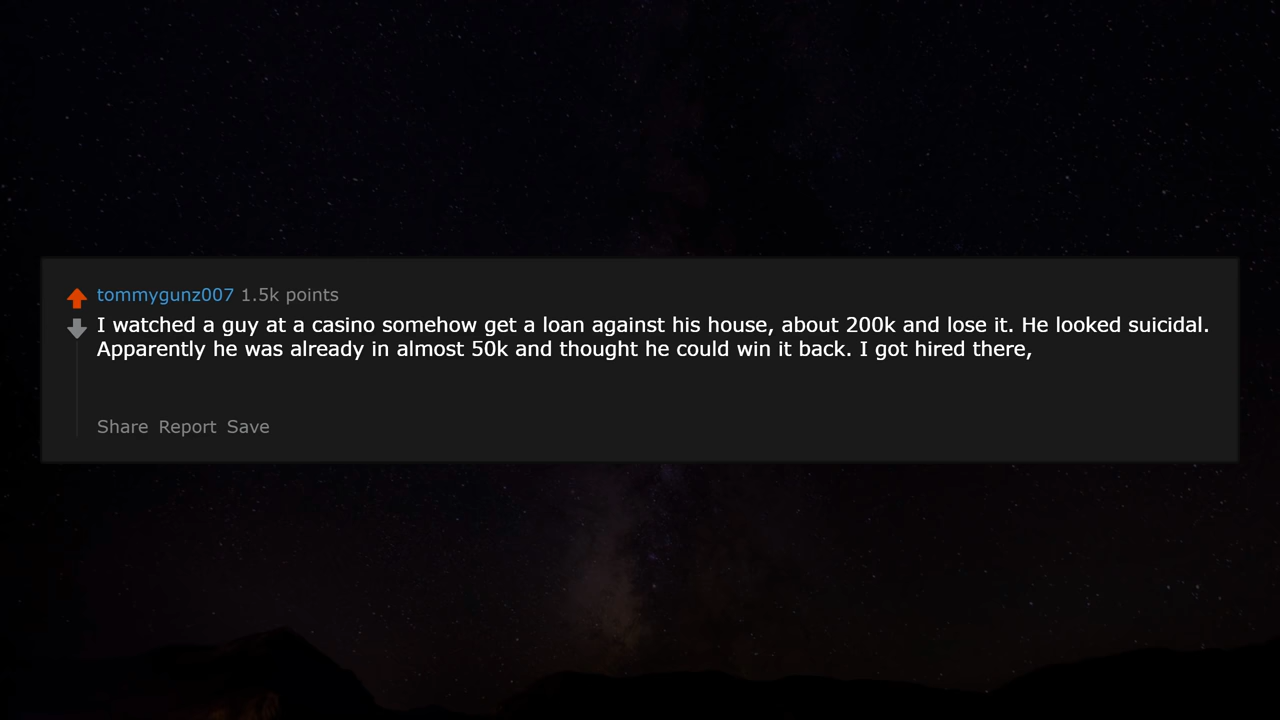 tommygunz007 1.5k points
I watched a guy at a casino somehow get a loan against his house, about 200k and lose it. He looked suicidal.
Apparently he was already in almost 50k and thought he could win it back. I got hired there,
Share Report Save